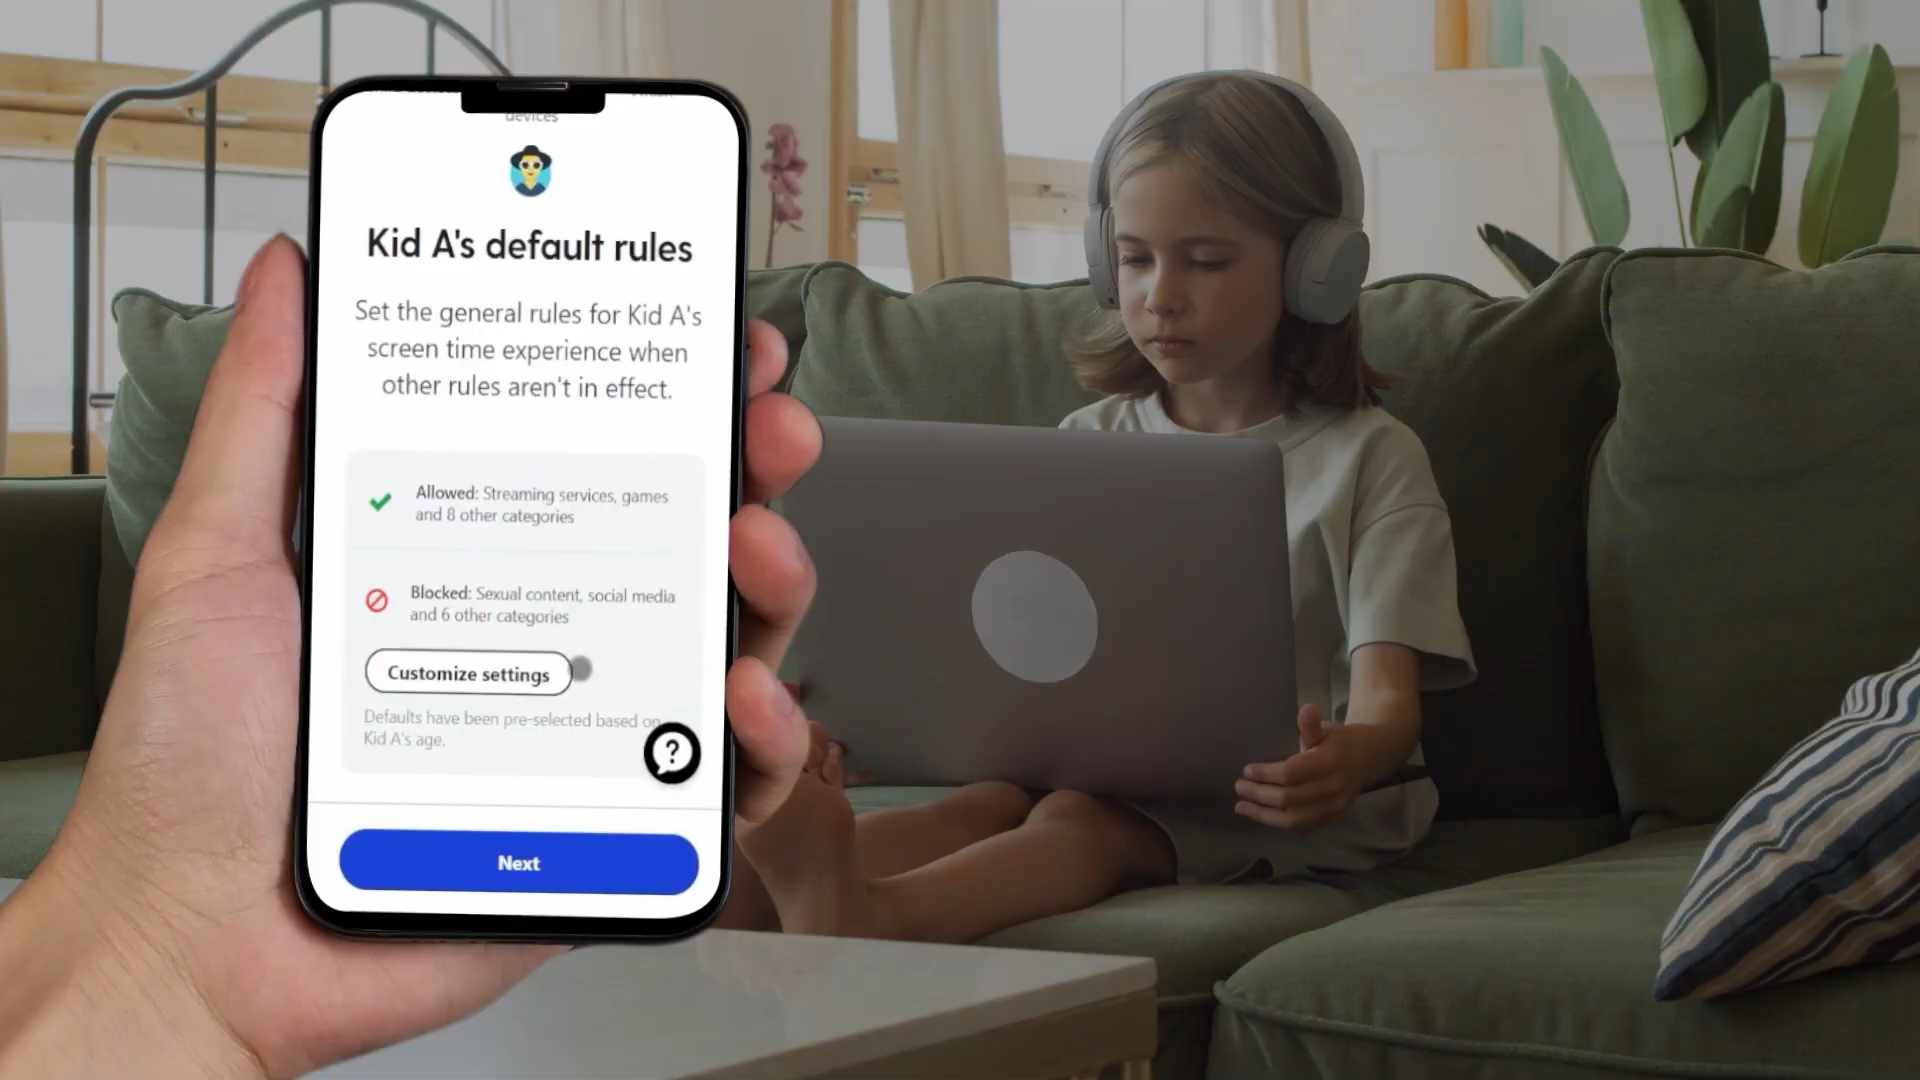 devices
Kid A's default rules
Set the general rules for Kid A's
screen time experience when
other rules aren't in effect.
Allowed: Streaming services, games
and 8 other categories
Blocked: Sexual content, social media
and 6 other categories
Customize settings
Defaults have been pre-selected based on
Kid A's age.
?
Next